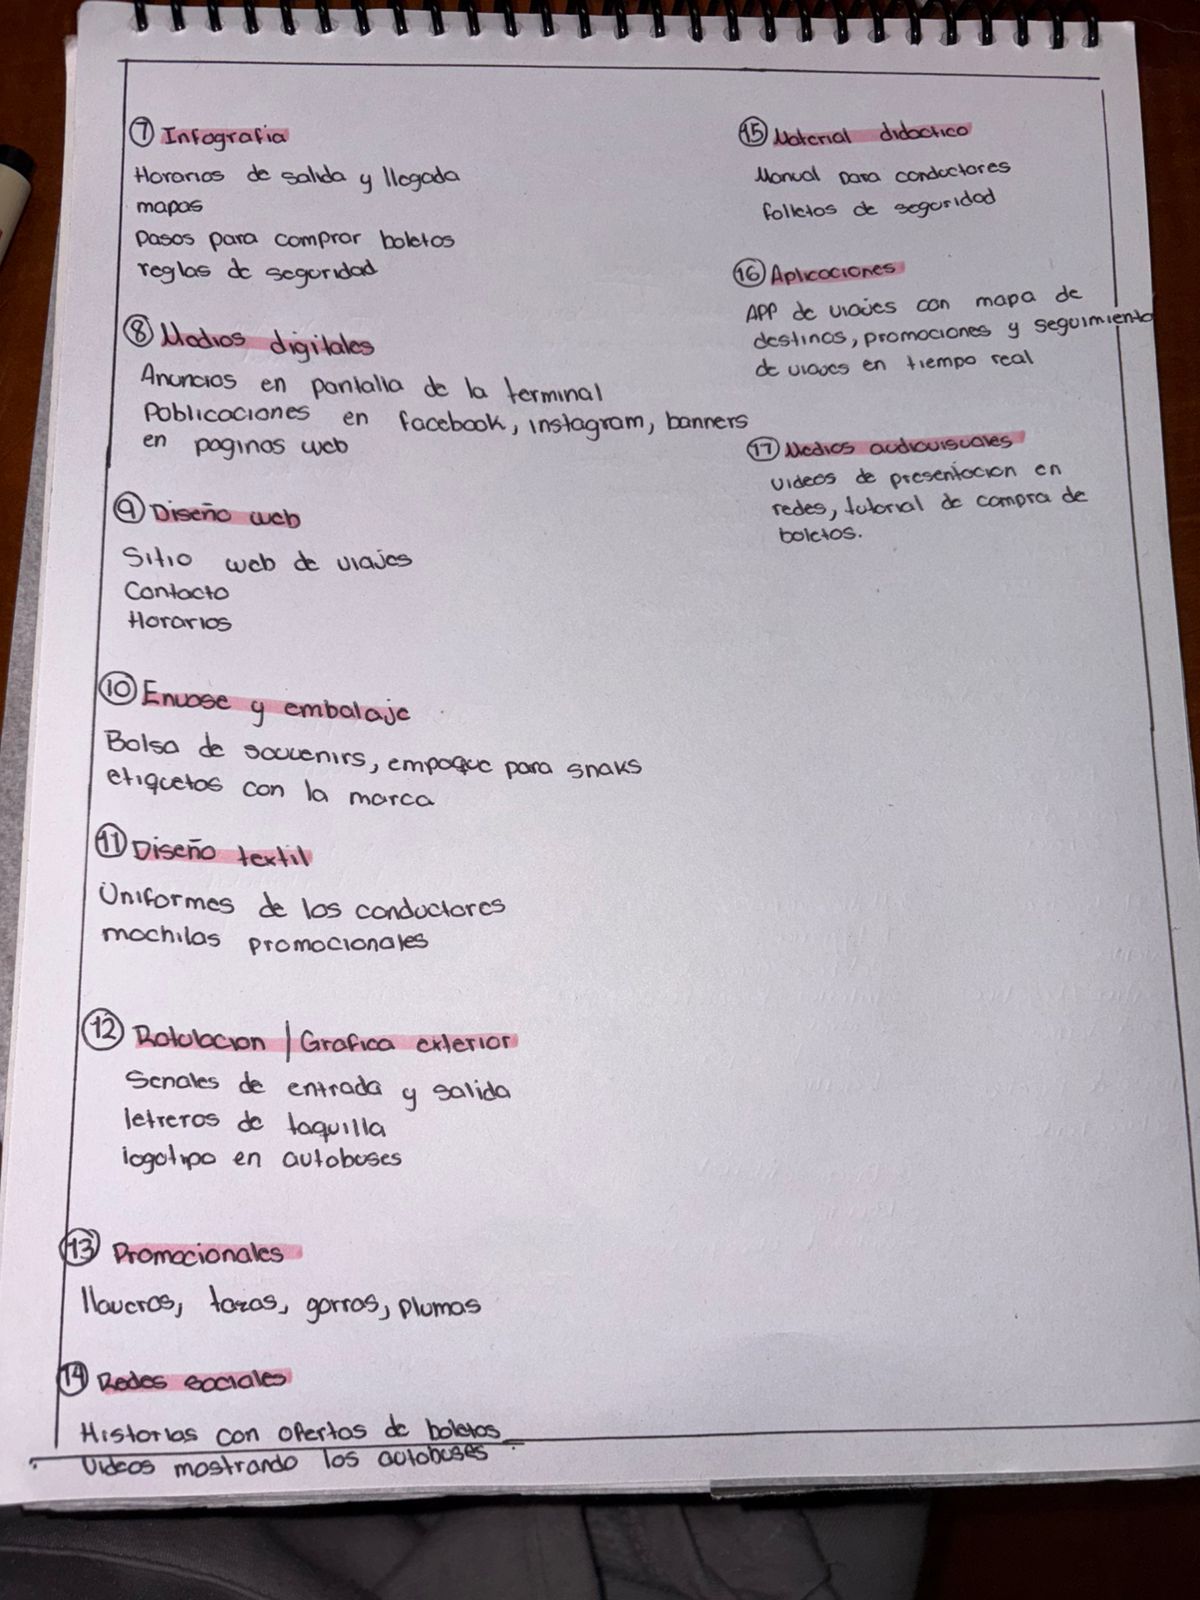 7 Infografia
Horarios de salida y llegada
mapas
Pasos para comprar boletos
reglas de seguridad
8 Medios digitales
Anuncios en pantalla de la terminal
Publicaciones en facebook, instagram, banners
en paginas web
9 Diseño web
Sitio web de viajes
Contacto
Horarios
10 Envase y embalaje
Bolsa de souvenirs, empaque para snaks
etiquetas con la marca
11 Diseño textil
Uniformes de los conductores
mochilas promocionales
12 Rotulacion | Grafica exterior
Senales de entrada y salida
letreros de taquilla
logotipo en autobuses
13 Promocionales
llaveros, tazas, gorras, plumas
14 Redes sociales
Historias con ofertas de boletos
Videos mostrando los autobuses
15 Material didactico
Manual para conductores
folletos de seguridad
16 Aplicaciones
APP de viajes con mapa de
destinos, promociones y seguimiento
de viajes en tiempo real
17 Medios audiovisuales
videos de presentacion en
redes, tutorial de compra de
boletos.